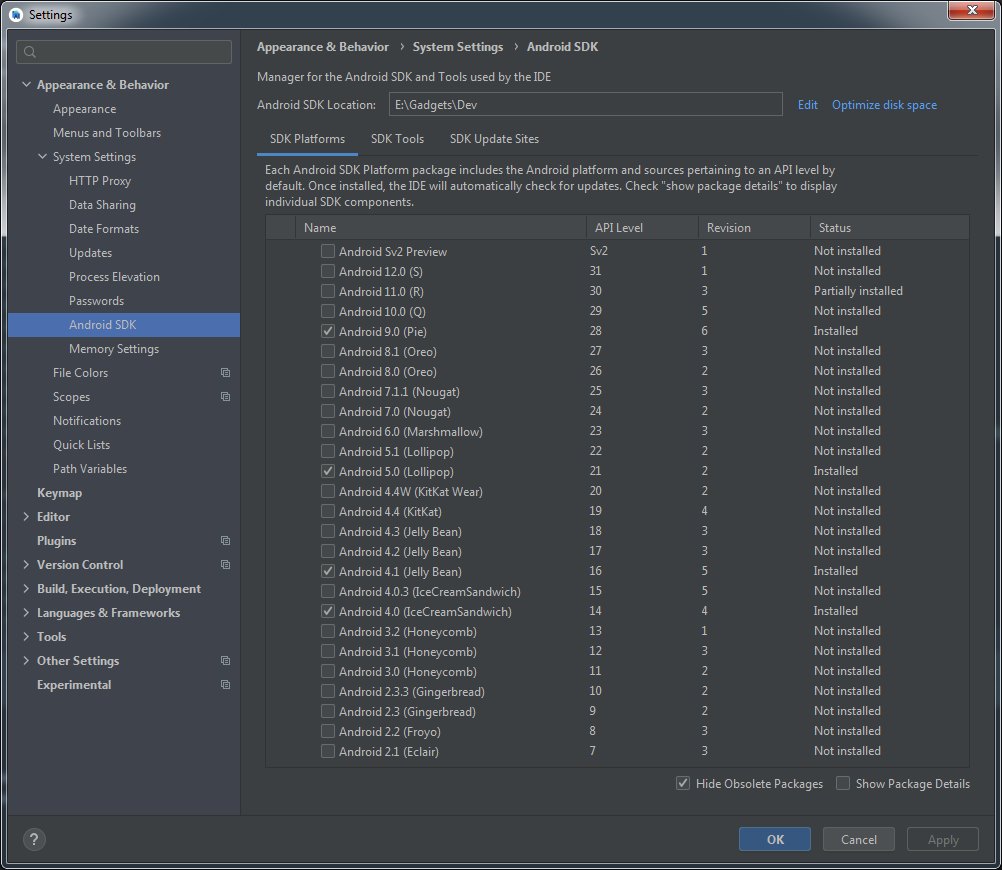 Settings
Appearance & Behavior › System Settings › Android SDK
Manager for the Android SDK and Tools used by the IDE
Android SDK Location: E:\Gadgets\Dev Edit Optimize disk space
SDK Platforms SDK Tools SDK Update Sites
Each Android SDK Platform package includes the Android platform and sources pertaining to an API level by
default. Once installed, the IDE will automatically check for updates. Check "show package details" to display
individual SDK components.
Appearance & Behavior
Appearance
Menus and Toolbars
System Settings
HTTP Proxy
Data Sharing
Date Formats
Updates
Process Elevation
Passwords
Android SDK
Memory Settings
File Colors
Scopes
Notifications
Quick Lists
Path Variables
Keymap
Editor
Plugins
Version Control
Build, Execution, Deployment
Languages & Frameworks
Tools
Other Settings
Experimental
Name API Level Revision Status
Android Sv2 Preview Sv2 1 Not installed
Android 12.0 (S) 31 1 Not installed
Android 11.0 (R) 30 3 Partially installed
Android 10.0 (Q) 29 5 Not installed
Android 9.0 (Pie) 28 6 Installed
Android 8.1 (Oreo) 27 3 Not installed
Android 8.0 (Oreo) 26 2 Not installed
Android 7.1.1 (Nougat) 25 3 Not installed
Android 7.0 (Nougat) 24 2 Not installed
Android 6.0 (Marshmallow) 23 3 Not installed
Android 5.1 (Lollipop) 22 2 Not installed
Android 5.0 (Lollipop) 21 2 Installed
Android 4.4W (KitKat Wear) 20 2 Not installed
Android 4.4 (KitKat) 19 4 Not installed
Android 4.3 (Jelly Bean) 18 3 Not installed
Android 4.2 (Jelly Bean) 17 3 Not installed
Android 4.1 (Jelly Bean) 16 5 Installed
Android 4.0.3 (IceCreamSandwich) 15 5 Not installed
Android 4.0 (IceCreamSandwich) 14 4 Installed
Android 3.2 (Honeycomb) 13 1 Not installed
Android 3.1 (Honeycomb) 12 3 Not installed
Android 3.0 (Honeycomb) 11 2 Not installed
Android 2.3.3 (Gingerbread) 10 2 Not installed
Android 2.3 (Gingerbread) 9 2 Not installed
Android 2.2 (Froyo) 8 3 Not installed
Android 2.1 (Eclair) 7 3 Not installed
Hide Obsolete Packages Show Package Details
? OK Cancel Apply